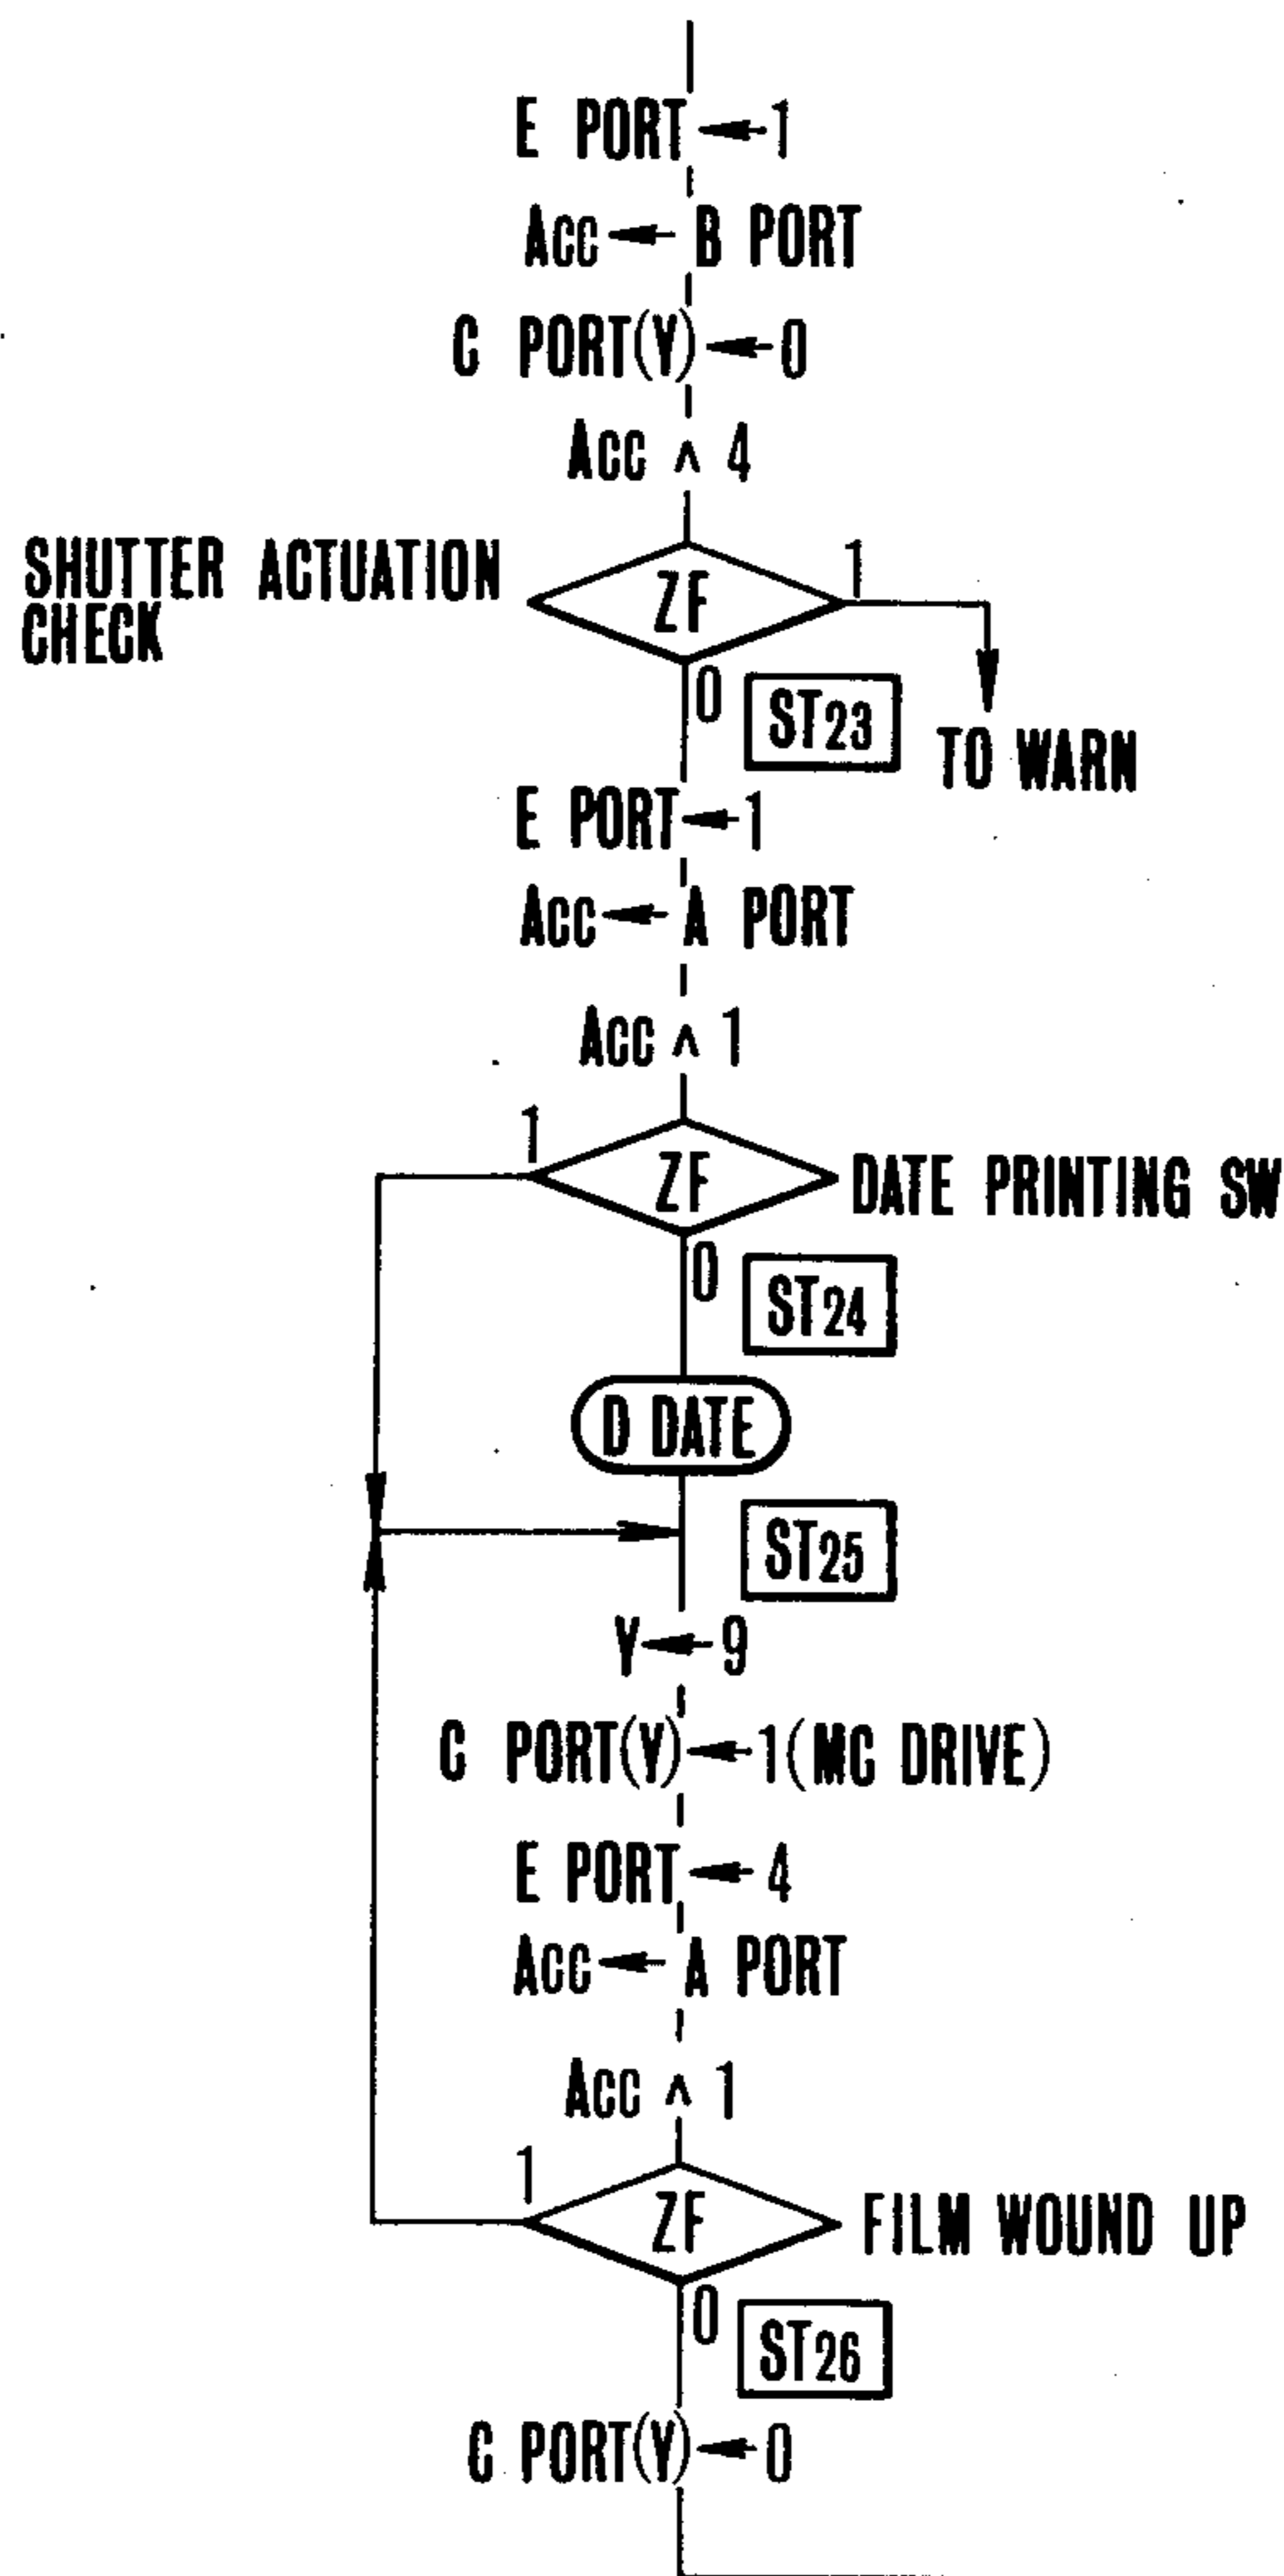 E PORT←1
Acc← B PORT
C PORT(Y)←0
Acc ∧ 4
SHUTTER ACTUATION
CHECK
ZF
1
0
ST23
TO WARN
E PORT←1
Acc← A PORT
Acc ∧ 1
1
ZF
DATE PRINTING SW
0
ST24
D DATE
ST25
Y←9
C PORT(Y)←1(MC DRIVE)
E PORT←4
Acc← A PORT
Acc ∧ 1
1
ZF
FILM WOUND UP
0
ST26
C PORT(Y)←0